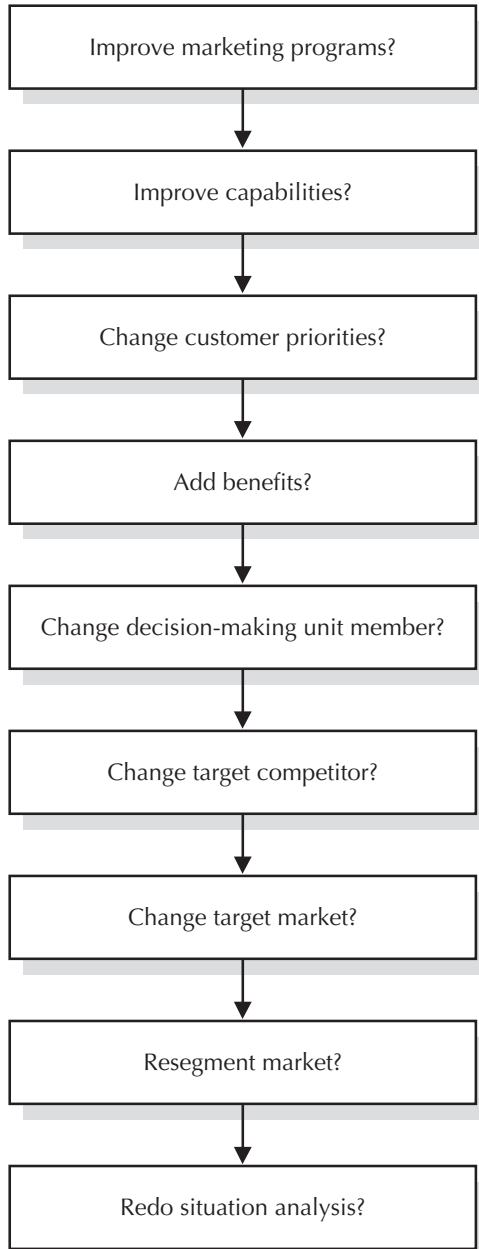 Improve marketing programs?
Improve capabilities?
Change customer priorities?
Add benefits?
Change decision-making unit member?
Change target competitor?
Change target market?
Resegment market?
Redo situation analysis?